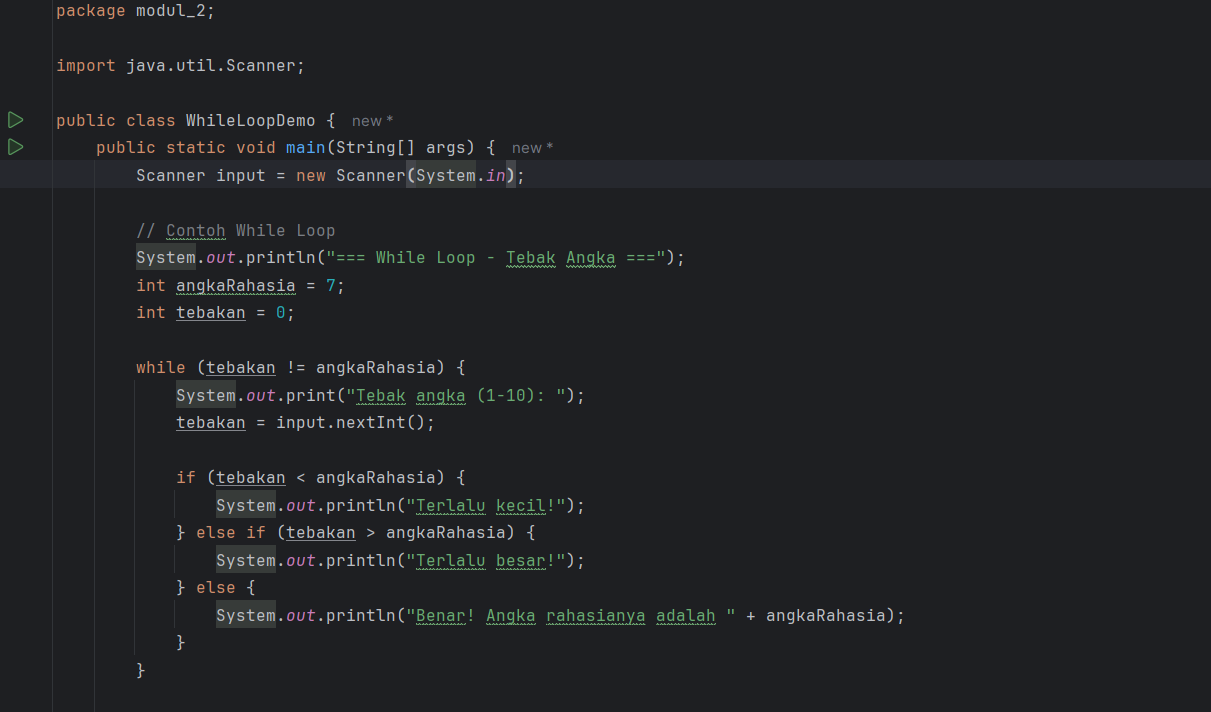 package modul_2;
import java.util.Scanner;
public class WhileLoopDemo {  new *
    public static void main(String[] args) {  new *
        Scanner input = new Scanner(System.in);
        // Contoh While Loop
        System.out.println("=== While Loop - Tebak Angka ===");
        int angkaRahasia = 7;
        int tebakan = 0;
        while (tebakan != angkaRahasia) {
            System.out.print("Tebak angka (1-10): ");
            tebakan = input.nextInt();
            if (tebakan < angkaRahasia) {
                System.out.println("Terlalu kecil!");
            } else if (tebakan > angkaRahasia) {
                System.out.println("Terlalu besar!");
            } else {
                System.out.println("Benar! Angka rahasianya adalah " + angkaRahasia);
            }
        }